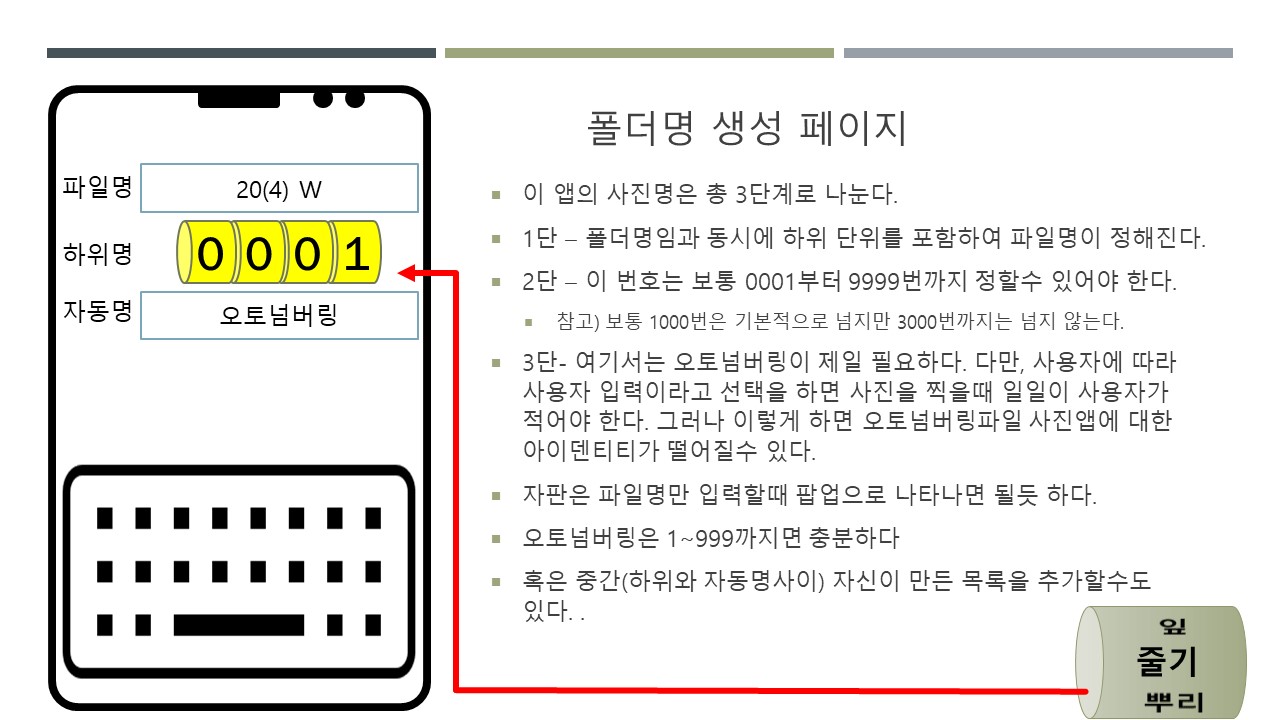 폴더명 생성 페이지
파일명
20(4) W
하위명
0001
자동명
오토넘버링
이 앱의 사진명은 총 3단계로 나눈다.
1단 – 폴더명임과 동시에 하위 단위를 포함하여 파일명이 정해진다.
2단 – 이 번호는 보통 0001부터 9999번까지 정할수 있어야 한다.
참고) 보통 1000번은 기본적으로 넘지만 3000번까지는 넘지 않는다.
3단- 여기서는 오토넘버링이 제일 필요하다. 다만, 사용자에 따라
사용자 입력이라고 선택을 하면 사진을 찍을때 일일이 사용자가
적어야 한다. 그러나 이렇게 하면 오토넘버링파일 사진앱에 대한
아이덴티티가 떨어질수 있다.
자판은 파일명만 입력할때 팝업으로 나타나면 될듯 하다.
오토넘버링은 1~999까지면 충분하다
혹은 중간(하위와 자동명사이) 자신이 만든 목록을 추가할수도
있다. .
잎
줄기
뿌리